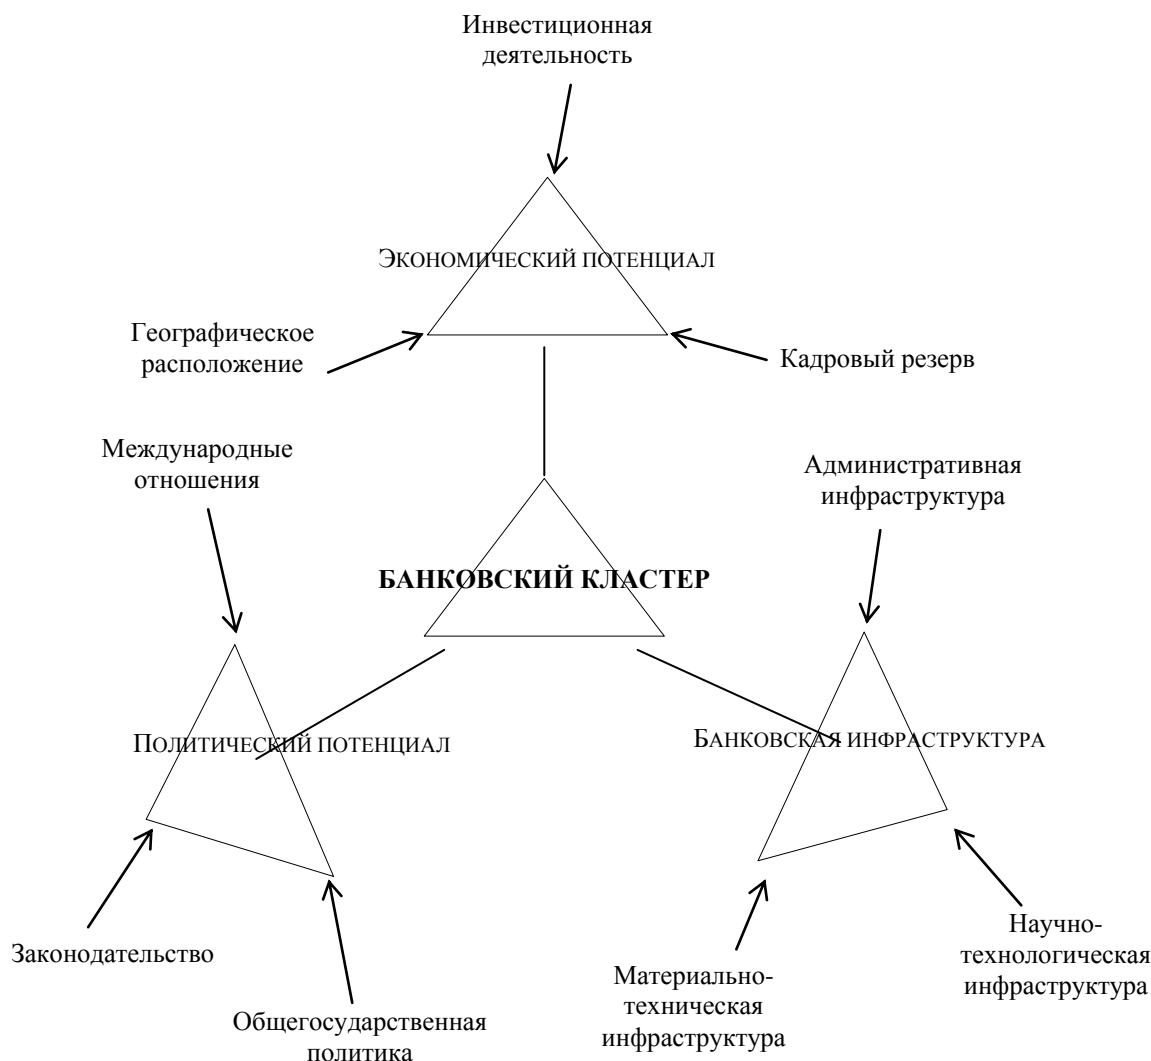 Инвестиционная
деятельность
ЭКОНОМИЧЕСКИЙ ПОТЕНЦИАЛ
Географическое
расположение
Кадровый резерв
Международные
отношения
Административная
инфраструктура
БАНКОВСКИЙ КЛАСТЕР
ПОЛИТИЧЕСКИЙ ПОТЕНЦИАЛ
БАНКОВСКАЯ ИНФРАСТРУКТУРА
Законодательство
Общегосударственная
политика
Материально-
техническая
инфраструктура
Научно-
технологическая
инфраструктура